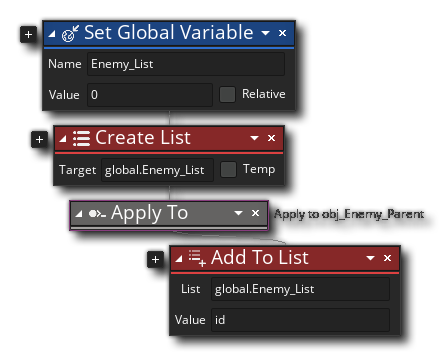 Set Global Variable
Name Enemy_List
Value 0 Relative
Create List
Target global.Enemy_List Temp
Apply To Apply to obj_Enemy_Parent
Add To List
List global.Enemy_List
Value id